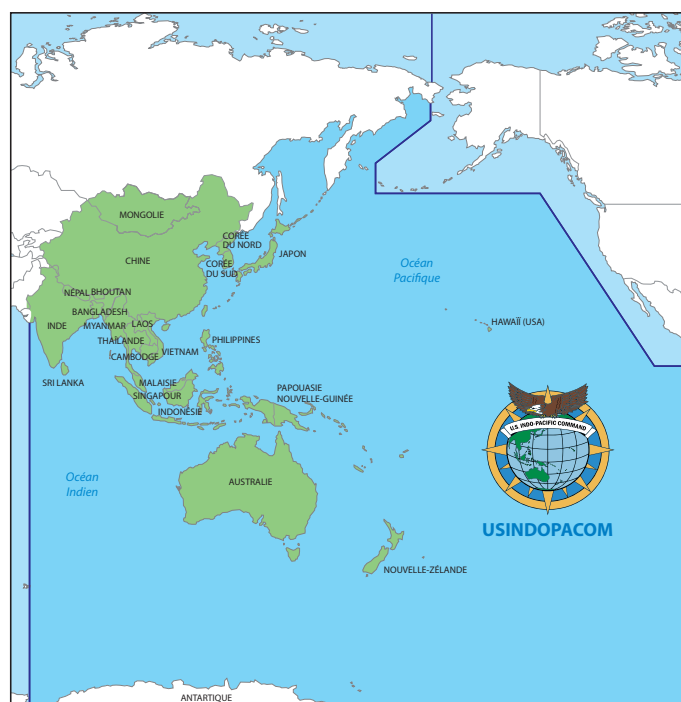 MONGOLIE
CORÉE
DU NORD
JAPON
CHINE
CORÉE
DU SUD
Océan
Pacifique
NÉPAL
BHOUTAN
BANGLADESH
INDE
MYANMAR
LAOS
HAWAÏÏ (USA)
THAÏLANDE
PHILIPPINES
CAMBODGE
VIETNAM
SRI LANKA
MALAISIE
SINGAPOUR
PAPOUASIE
NOUVELLE-GUINÉE
INDONÉSIE
U.S. INDO-PACIFIC COMMAND
Océan
Indien
AUSTRALIE
USINDOPACOM
NOUVELLE-ZÉLANDE
ANTARTIQUE